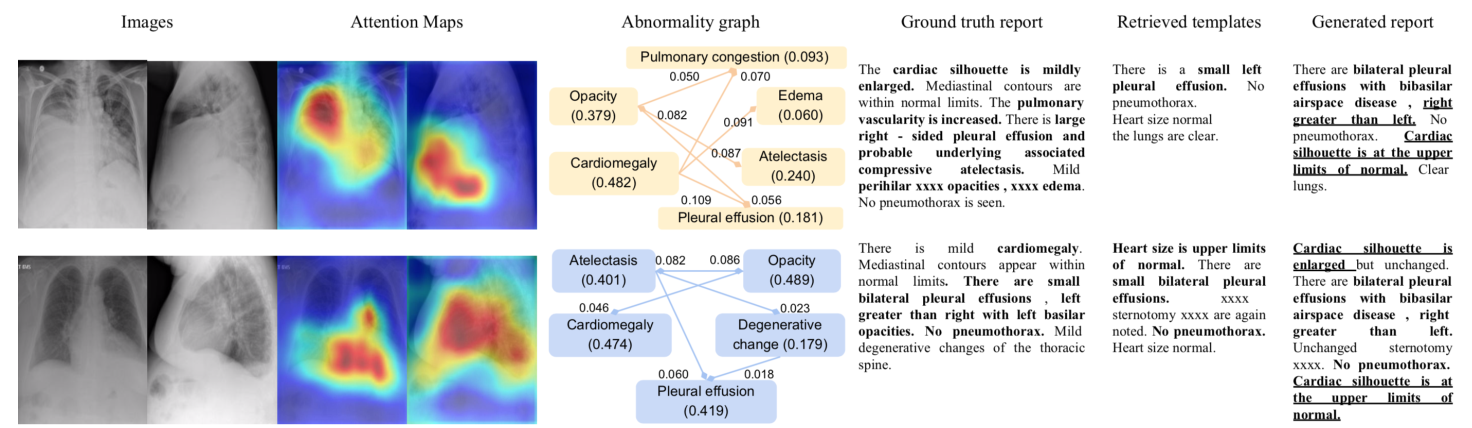 Images
Attention Maps
Abnormality graph
Ground truth report
Retrieved templates
Generated report
Pulmonary congestion (0.093)
0.050
0.070
Opacity
(0.379)
Edema
(0.060)
0.082
0.091
Cardiomegaly
(0.482)
0.087
Atelectasis
(0.240)
0.109
0.056
Pleural effusion (0.181)
The cardiac silhouette is mildly
enlarged. Mediastinal contours are
within normal limits. The pulmonary
vascularity is increased. There is large
right - sided pleural effusion and
probable underlying associated
compressive atelectasis. Mild
perihilar xxxx opacities , xxxx edema.
No pneumothorax is seen.
There is a small left
pleural effusion. No
pneumothorax.
Heart size normal
the lungs are clear.
There are bilateral pleural
effusions with bibasilar
airspace disease , right
greater than left. No
pneumothorax. Cardiac
silhouette is at the upper
limits of normal. Clear
lungs.
Atelectasis
(0.401)
0.082
0.086
Opacity
(0.489)
0.046
0.023
Cardiomegaly
(0.474)
Degenerative
change (0.179)
0.060
0.018
Pleural effusion
(0.419)
There is mild cardiomegaly.
Mediastinal contours appear within
normal limits. There are small
bilateral pleural effusions , left
greater than right with left basilar
opacities. No pneumothorax. Mild
degenerative changes of the thoracic
spine.
Heart size is upper limits
of normal. There are
small bilateral pleural
effusions. xxxx
sternotomy xxxx are again
noted. No pneumothorax.
Heart size normal.
Cardiac silhouette is
enlarged but unchanged.
There are bilateral pleural
effusions with bibasilar
airspace disease , right
greater than left.
Unchanged sternotomy
xxxx. No pneumothorax.
Cardiac silhouette is at
the upper limits of
normal.